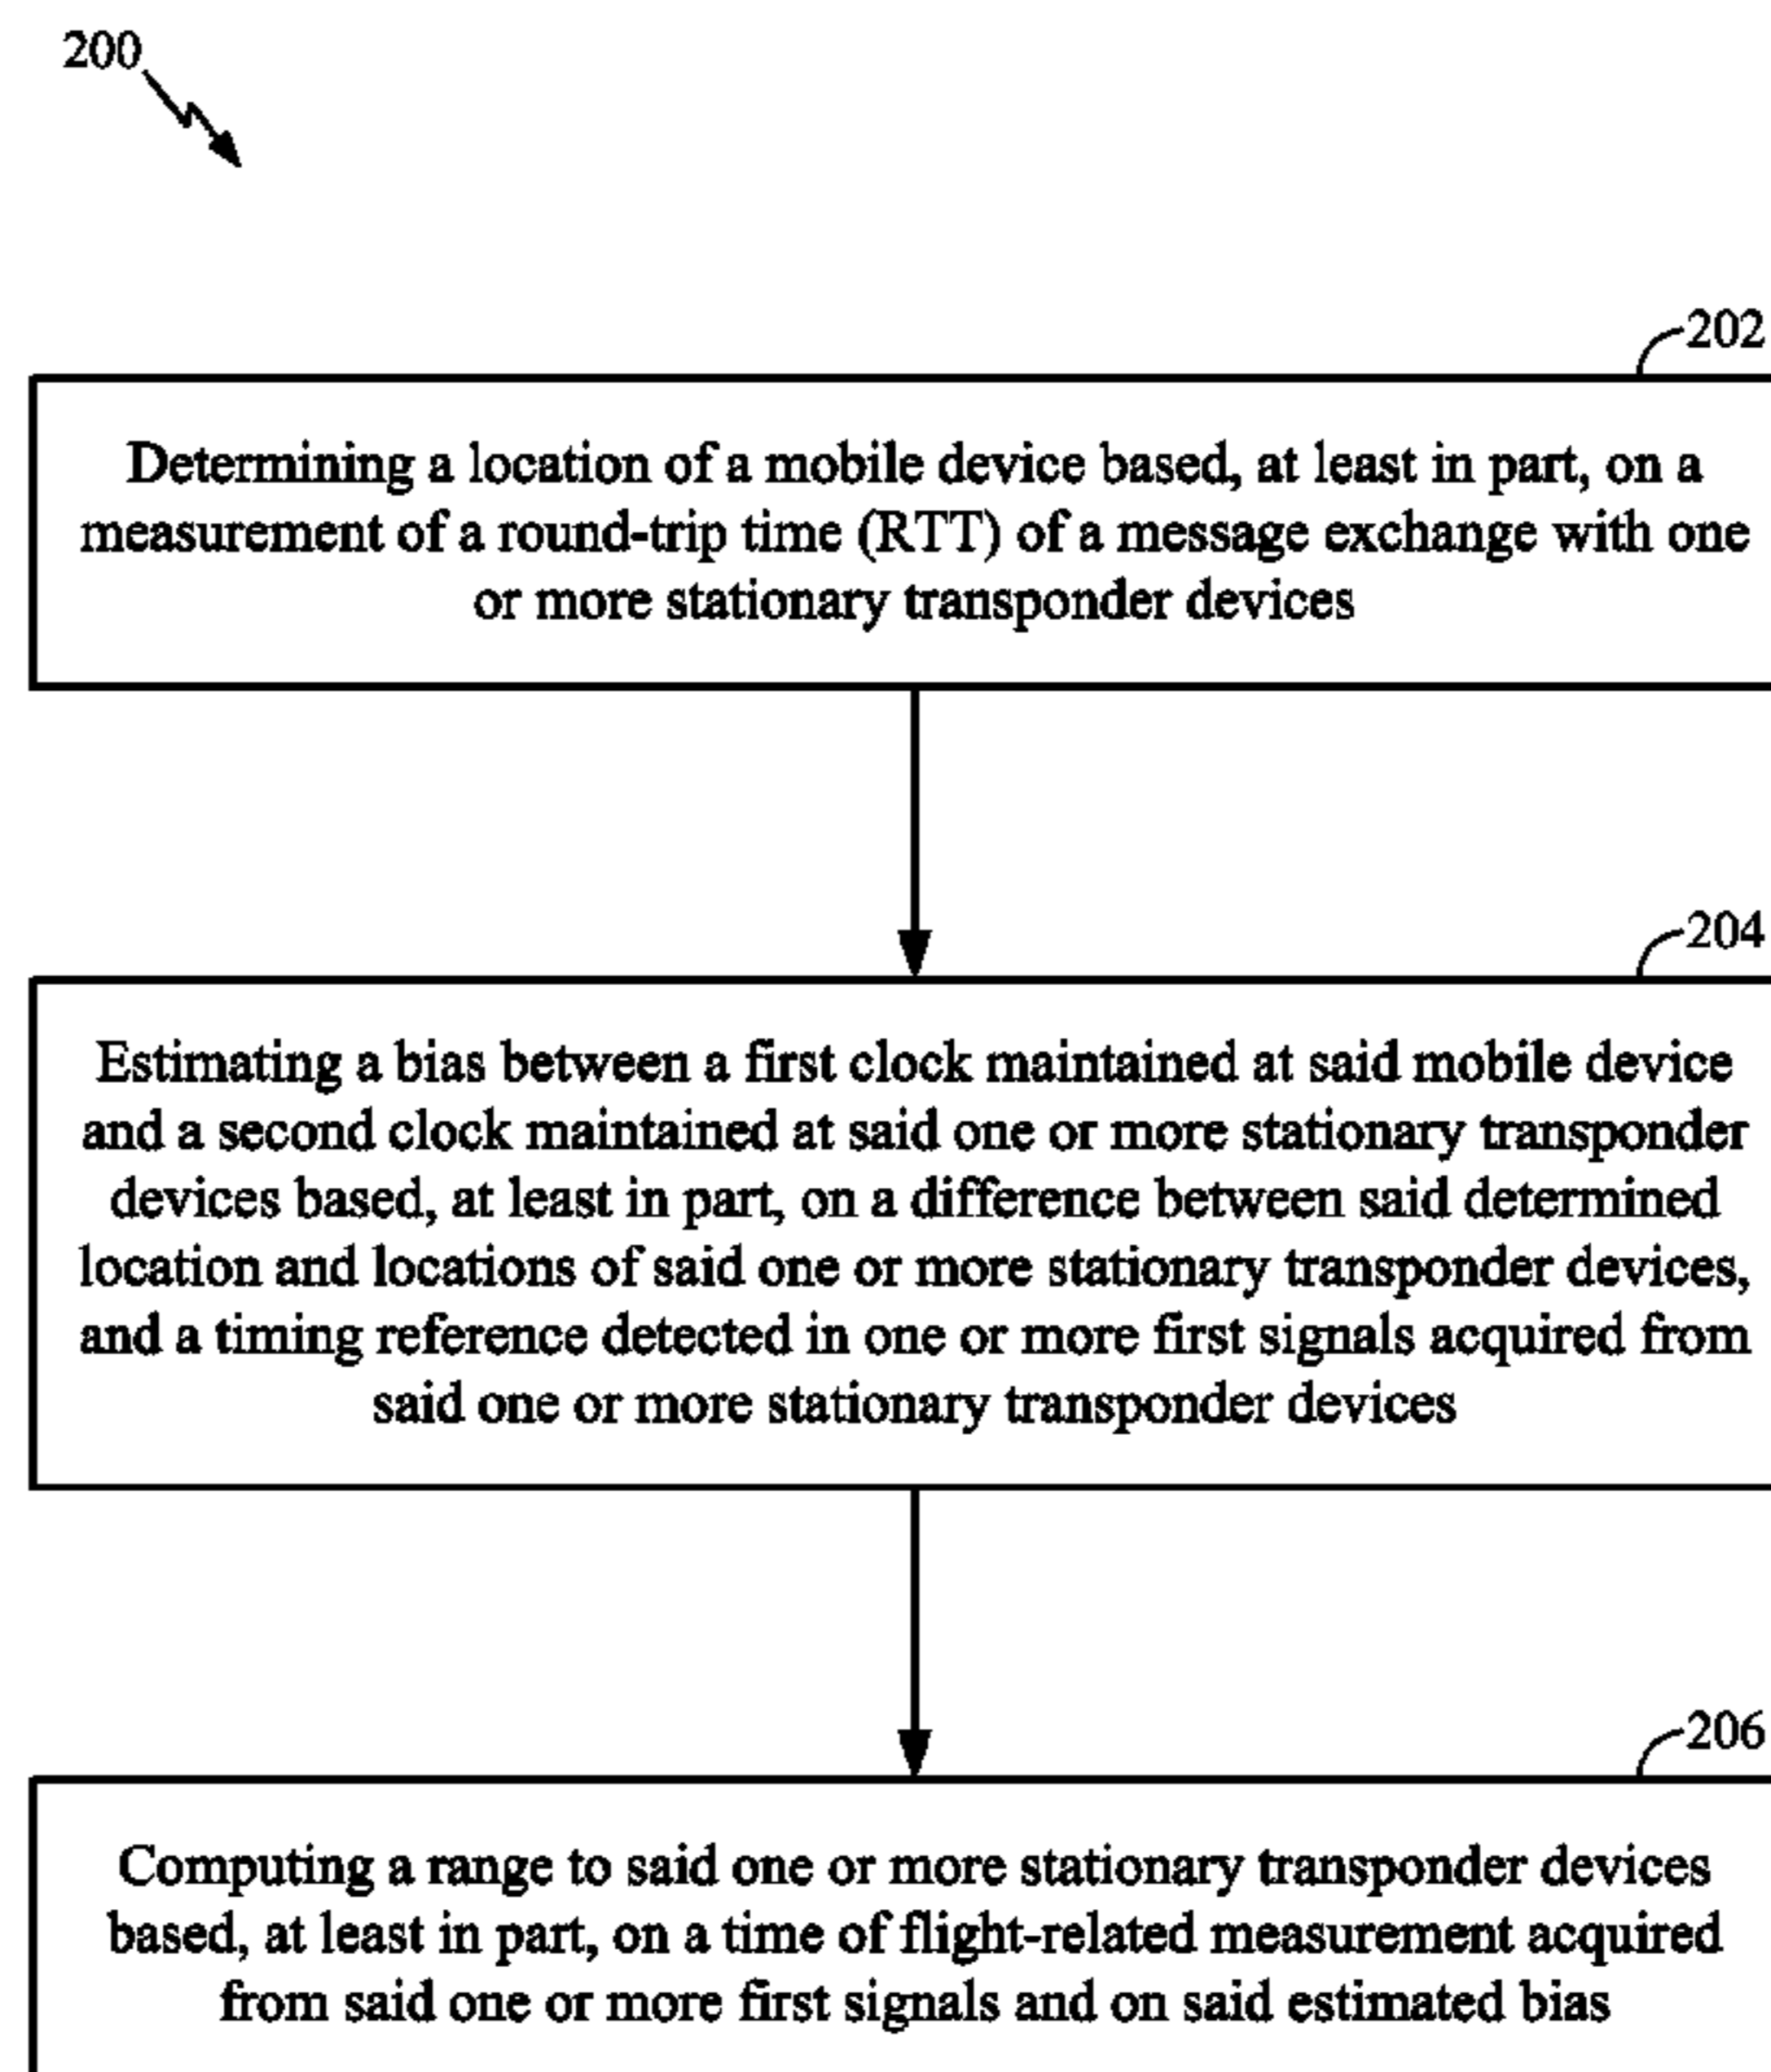 200
202
Determining a location of a mobile device based, at least in part, on a
measurement of a round-trip time (RTT) of a message exchange with one
or more stationary transponder devices
204
Estimating a bias between a first clock maintained at said mobile device
and a second clock maintained at said one or more stationary transponder
devices based, at least in part, on a difference between said determined
location and locations of said one or more stationary transponder devices,
and a timing reference detected in one or more first signals acquired from
said one or more stationary transponder devices
206
Computing a range to said one or more stationary transponder devices
based, at least in part, on a time of flight-related measurement acquired
from said one or more first signals and on said estimated bias